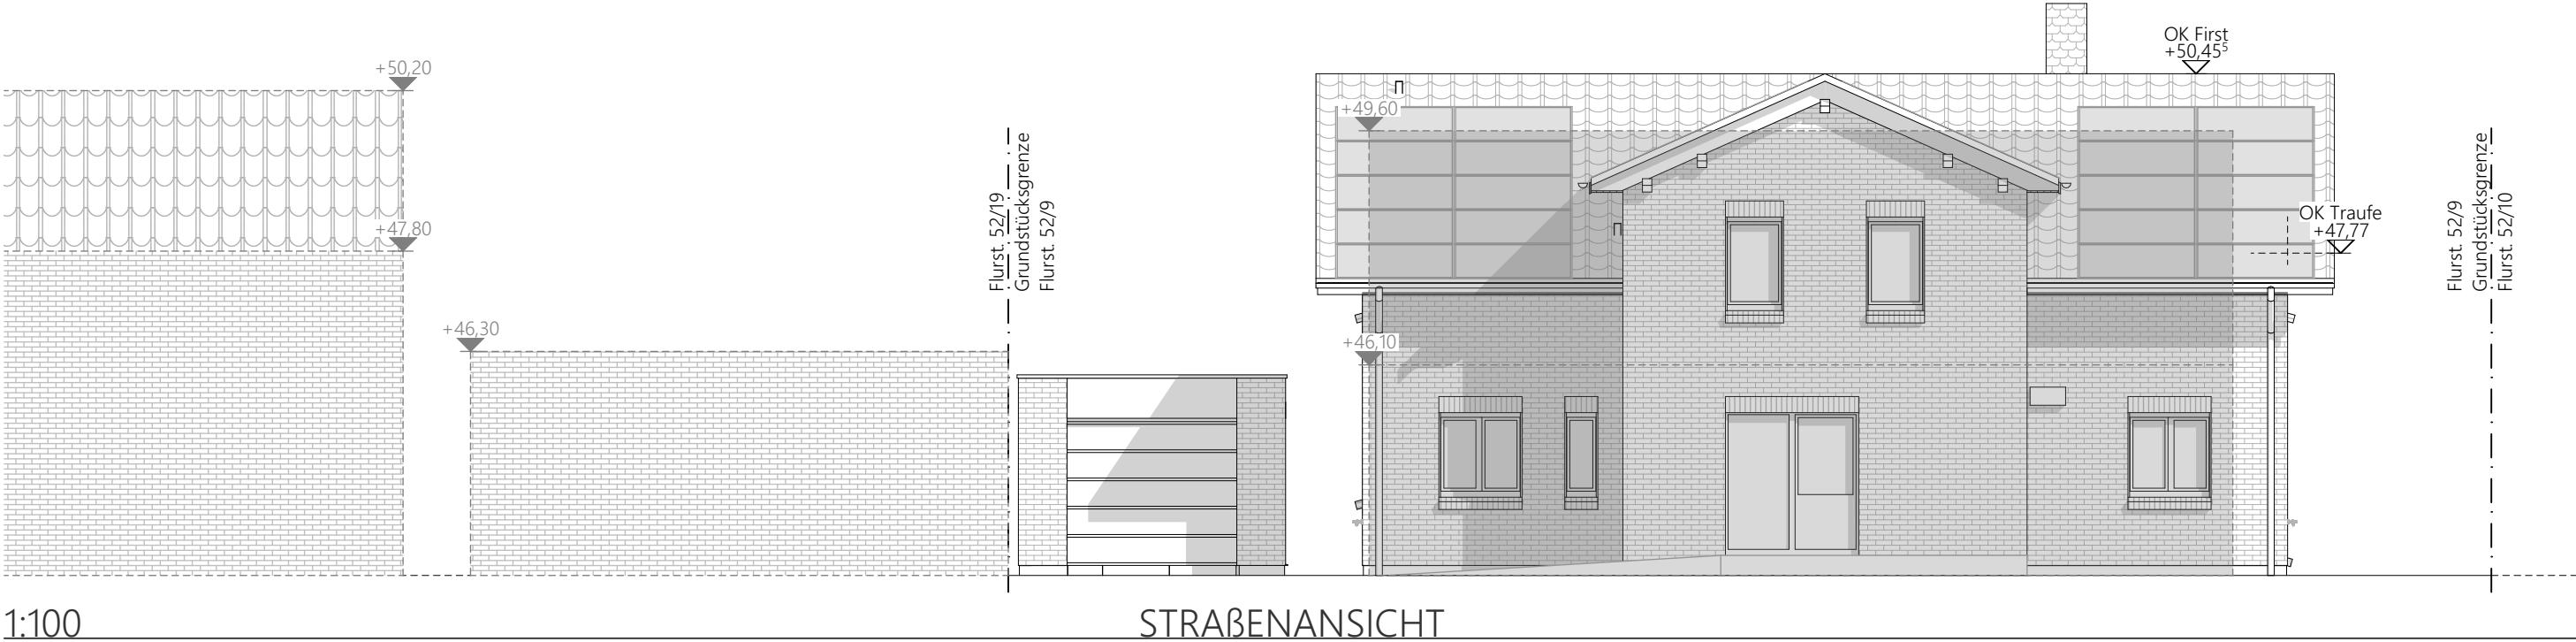 +50,20
+47,80
+46,30
Flurst. 52/19
Grundstücksgrenze
Flurst. 52/9
+49,60
+46,10
OK First
+50,45⁵
OK Traufe
+47,77
Flurst. 52/9
Grundstücksgrenze
Flurst. 52/10
1:100
STRAßENANSICHT